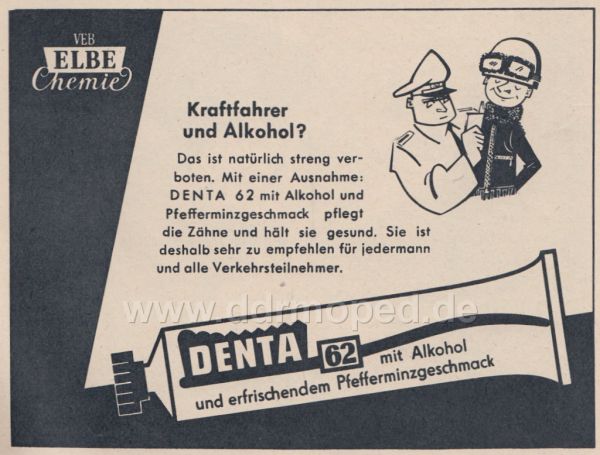 VEB
ELBE
Chemie
Kraftfahrer
und Alkohol?
Das ist natürlich streng ver-
boten. Mit einer Ausnahme:
DENTA 62 mit Alkohol und
Pfefferminzgeschmack pflegt
die Zähne und hält sie gesund. Sie ist
deshalb sehr zu empfehlen für jedermann
und alle Verkehrsteilnehmer.
www.ddrmoped.de
DENTA 62 mit Alkohol
und erfrischendem Pfefferminzgeschmack